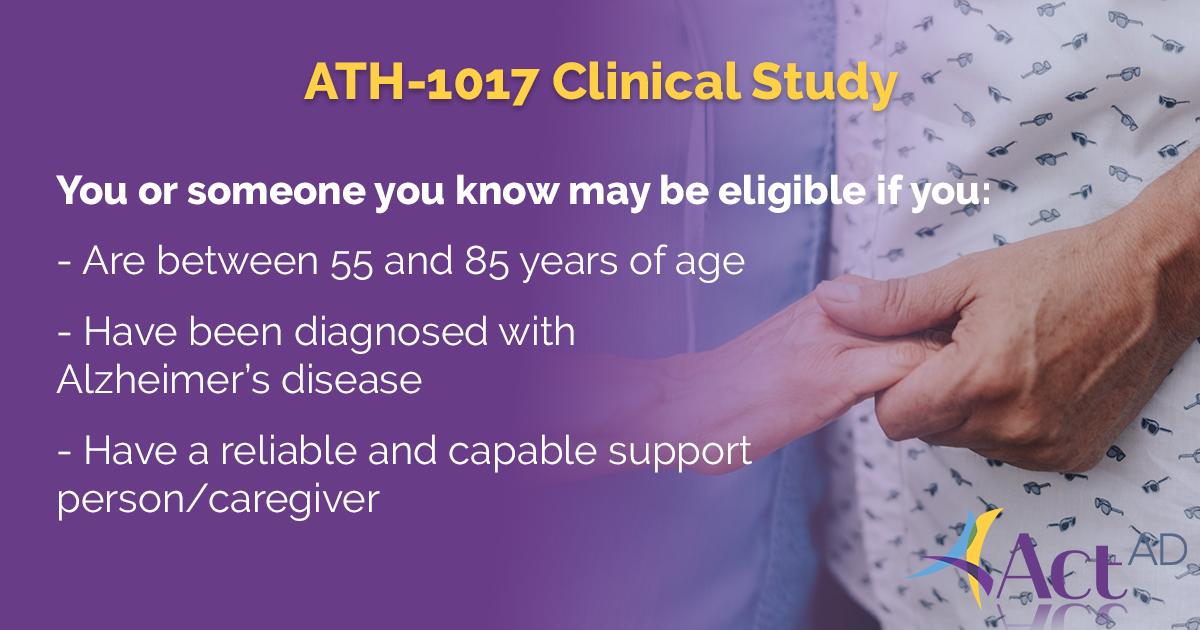 ATH-1017 Clinical Study
You or someone you know may be eligible if you:
- Are between 55 and 85 years of age
- Have been diagnosed with
Alzheimer’s disease
- Have a reliable and capable support
person/caregiver
Act AD